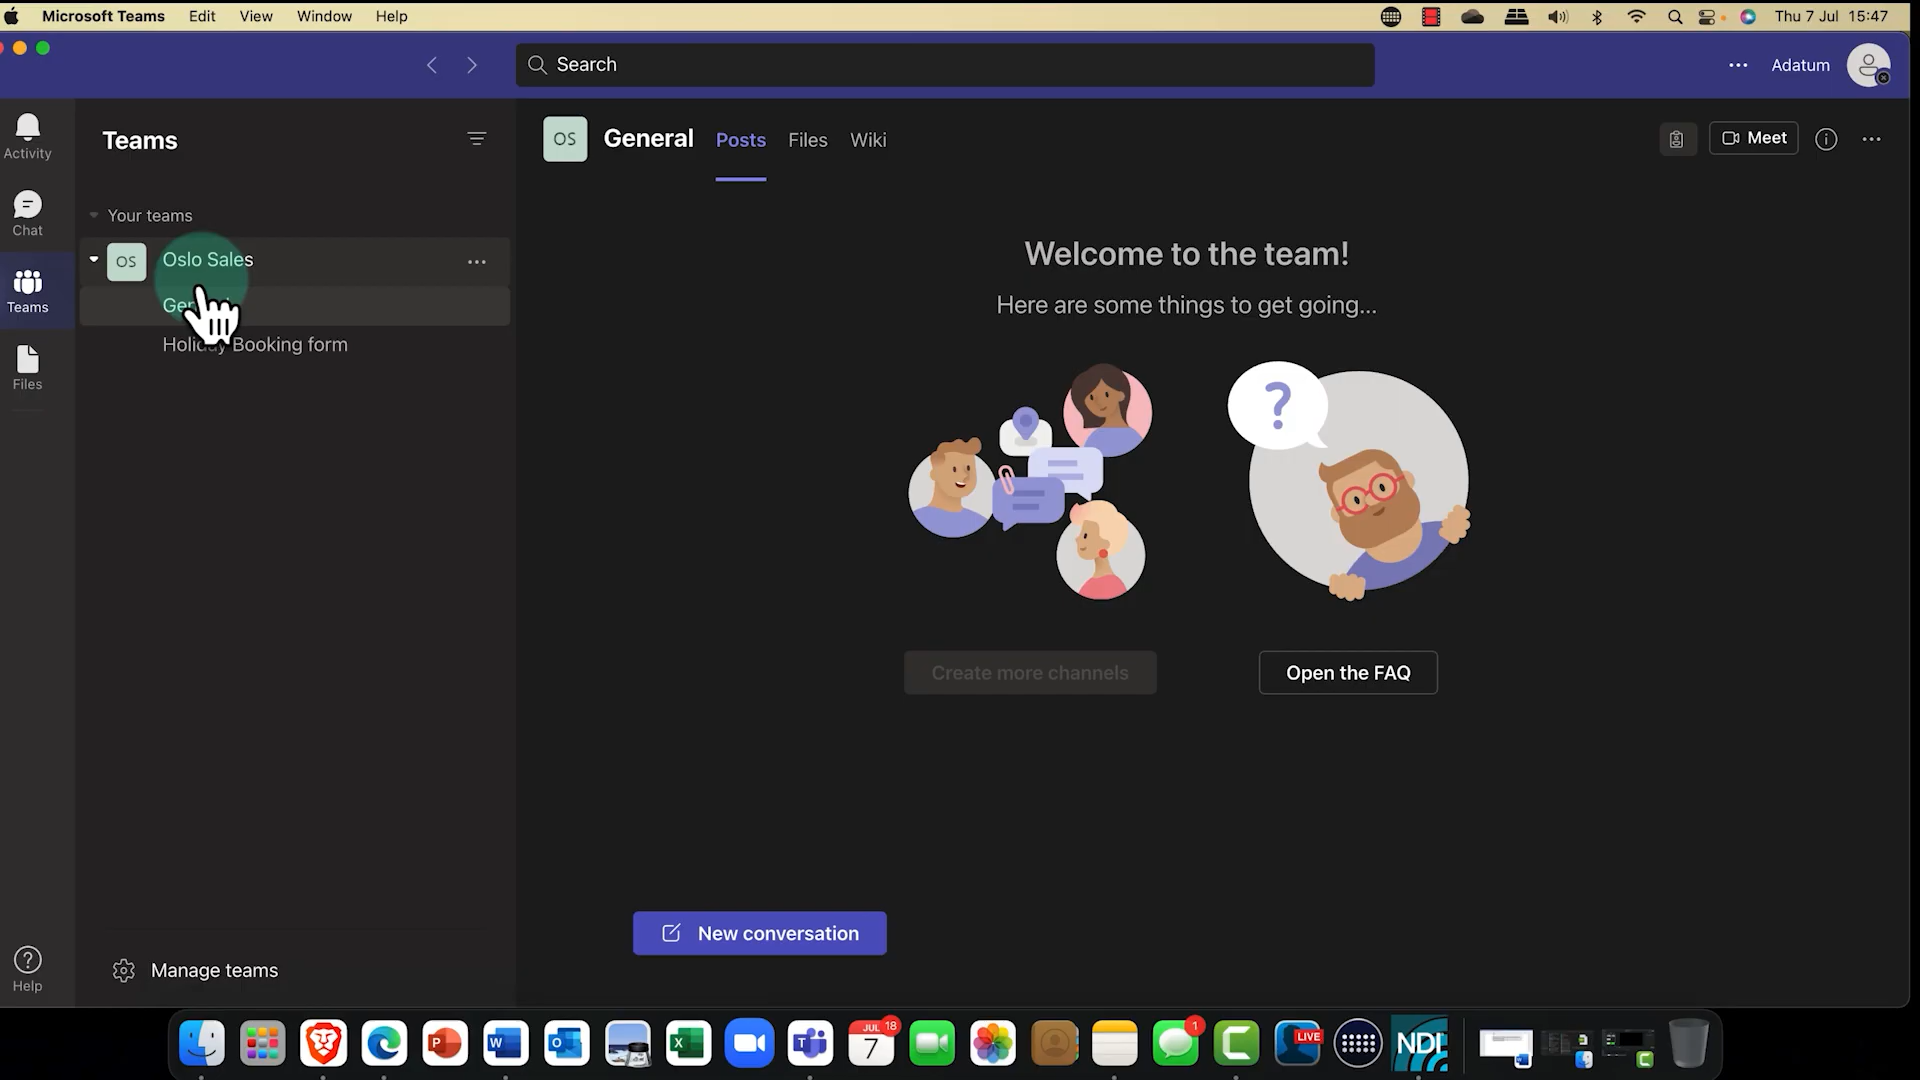 Microsoft Teams Edit View Window Help
Thu 7 Jul 15:47
Search
Adatum
Activity
Chat
Teams
Files
Help
Teams
Your teams
OS Oslo Sales
Holiday Booking form
Manage teams
OS General Posts Files Wiki
Meet
Welcome to the team!
Here are some things to get going...
?
Create more channels
Open the FAQ
New conversation
P W O X T JUL 18 7 1 LIVE NDI